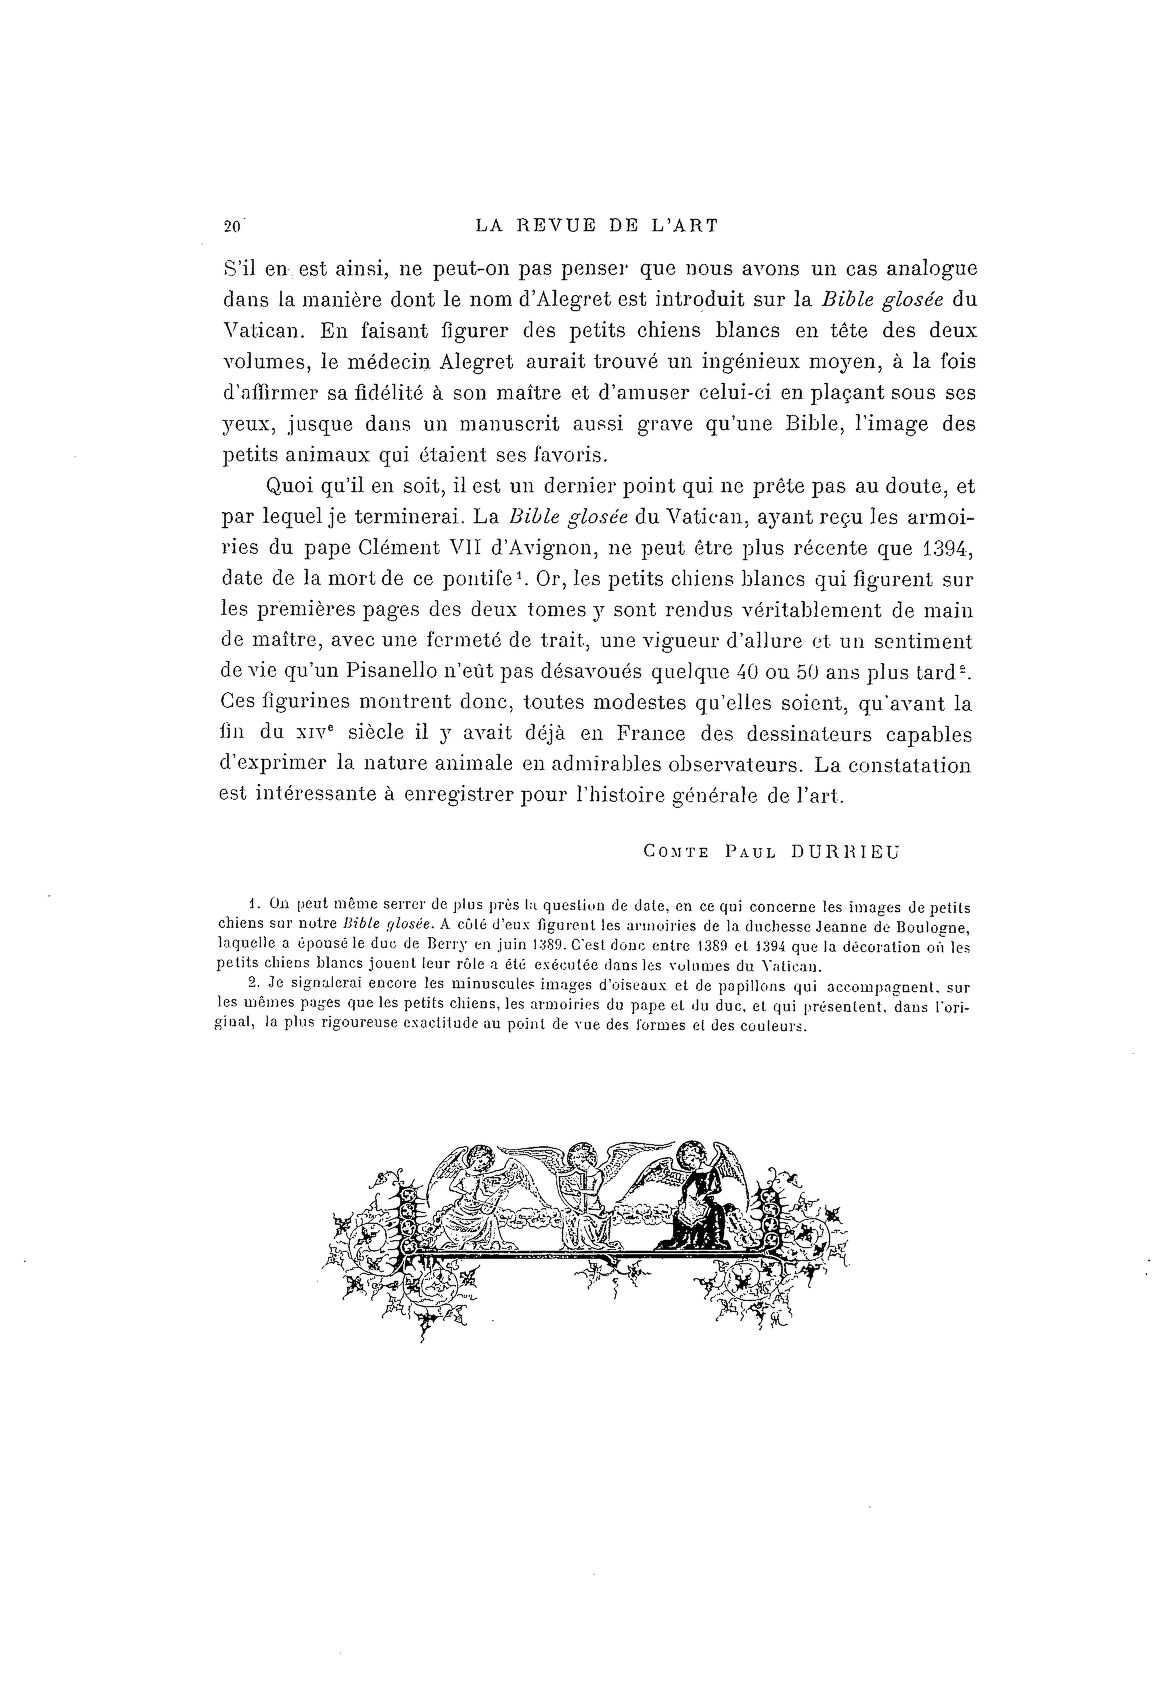 20
LA REVUE DE L'ART
S'il en est ainsi, ne peut-on pas penser que nous avons un cas analogue
dans la manière dont le nom d'Alegret est introduit sur la Bible glosée du
Vatican. En faisant figurer des petits chiens blancs en tête des deux
volumes, le médecin Alegret aurait trouvé un ingénieux moyen, à la fois
d'affirmer sa fidélité à son maître et d'amuser celui-ci en plaçant sous ses
yeux, jusque dans un manuscrit aussi grave qu'une Bible, l'image des
petits animaux qui étaient ses favoris.
Quoi qu'il en soit, il est un dernier point qui ne prête pas au doute, et
par lequel je terminerai. La Bible glosée du Vatican, ayant reçu les armoi-
ries du pape Clément VII d'Avignon, ne peut être plus récente que 1394,
date de la mort de ce pontife¹. Or, les petits chiens blancs qui figurent sur
les premières pages des deux tomes y sont rendus véritablement de main
de maître, avec une fermeté de trait, une vigueur d'allure et un sentiment
de vie qu'un Pisanello n'eût pas désavoués quelque 40 ou 50 ans plus tard².
Ces figurines montrent donc, toutes modestes qu'elles soient, qu'avant la
fin du XIVe siècle il y avait déjà en France des dessinateurs capables
d'exprimer la nature animale en admirables observateurs. La constatation
est intéressante à enregistrer pour l'histoire générale de l'art.
COMTE PAUL DURRIEU
1. On peut même serrer de plus près la question de date, en ce qui concerne les images de petits
chiens sur notre Bible glosée. A côté d'eux figurent les armoiries de la duchesse Jeanne de Boulogne,
laquelle a épousé le duc de Berry en juin 1389. C'est donc entre 1389 et 1394 que la décoration où les
petits chiens blancs jouent leur rôle a été exécutée dans les volumes du Vatican.
2. Je signalerai encore les minuscules images d'oiseaux et de papillons qui accompagnent, sur
les mêmes pages que les petits chiens, les armoiries du pape et du duc, et qui présentent, dans l'ori-
ginal, la plus rigoureuse exactitude au point de vue des formes et des couleurs.